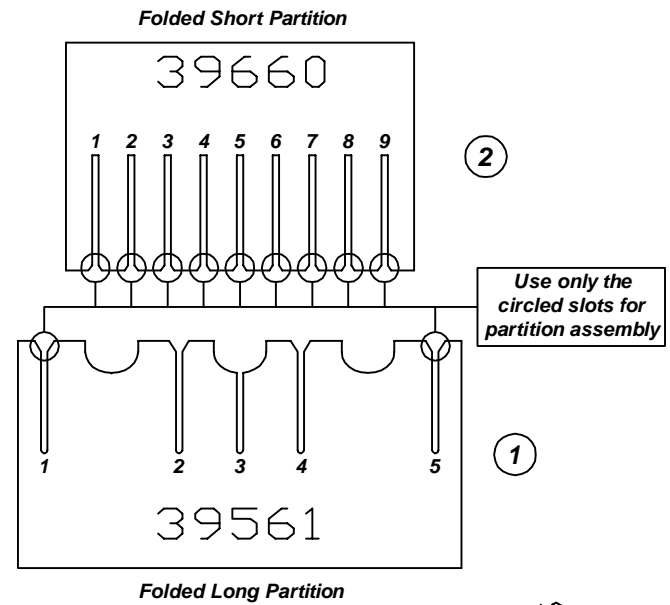 Folded Short Partition
39660
1 2 3 4 5 6 7 8 9
2
Use only the
circled slots for
partition assembly
1 2 3 4 5
1
39561
Folded Long Partition